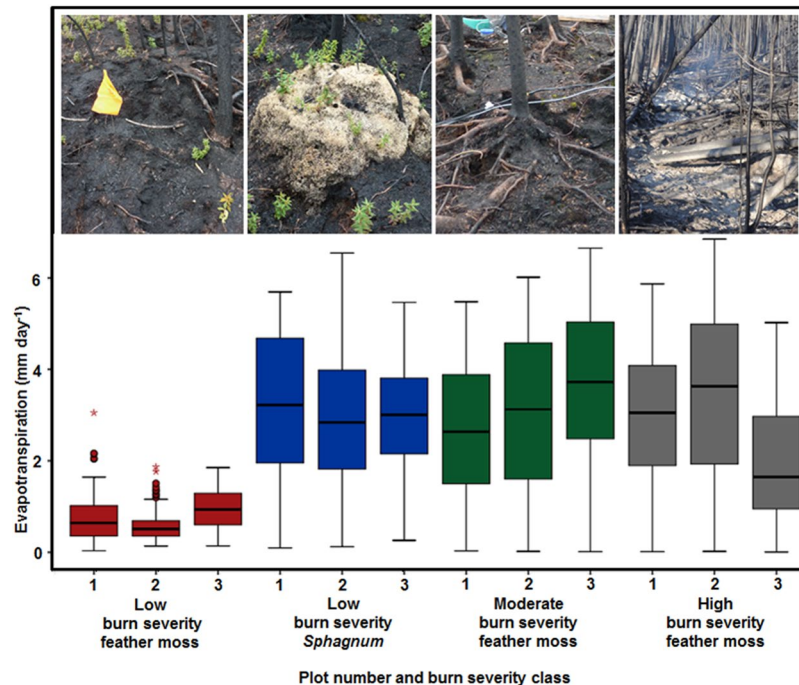 Evapotranspiration (mm day⁻¹)
6
4
2
0
1 2 3 1 2 3 1 2 3 1 2 3
Low
burn severity
feather moss
Low
burn severity
Sphagnum
Moderate
burn severity
feather moss
High
burn severity
feather moss
Plot number and burn severity class